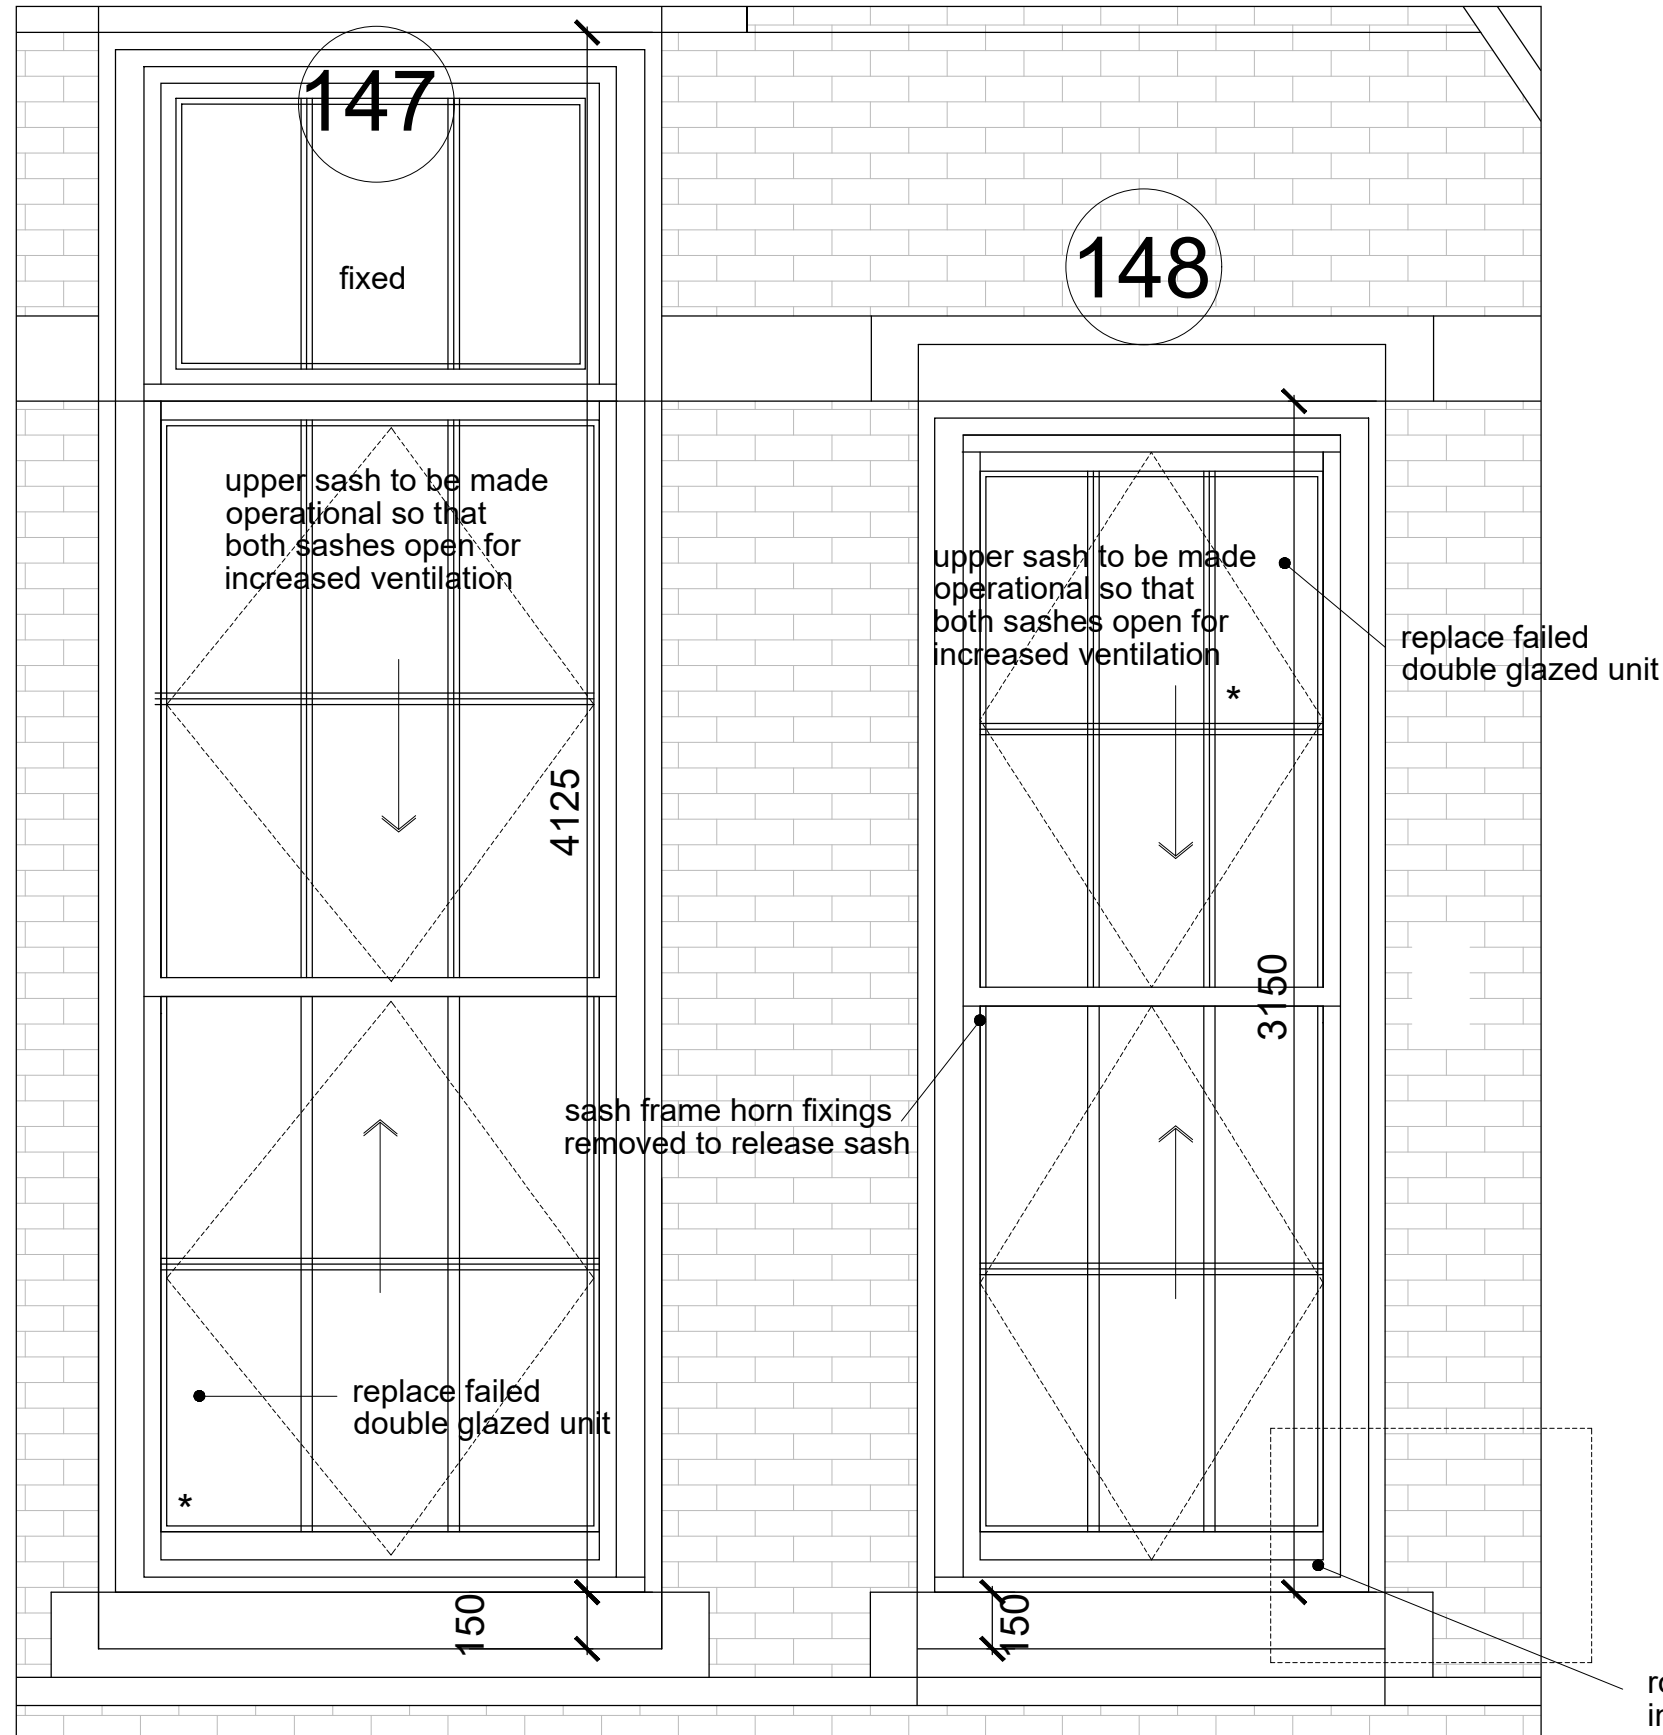 147
fixed
upper sash to be made
operational so that
both sashes open for
increased ventilation
4125
replace failed
double glazed unit
*
150
148
upper sash to be made
operational so that
both sashes open for
increased ventilation
*
replace failed
double glazed unit
3150
sash frame horn fixings
removed to release sash
150